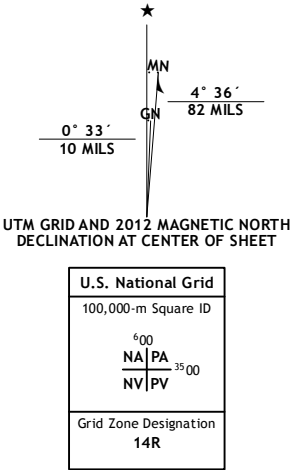 ★
MN
4° 36´
82 MILS
GN
0° 33´
10 MILS
UTM GRID AND 2012 MAGNETIC NORTH
DECLINATION AT CENTER OF SHEET
U.S. National Grid
100,000-m Square ID
⁶00
NA PA
³⁵00
NV PV
Grid Zone Designation
14R